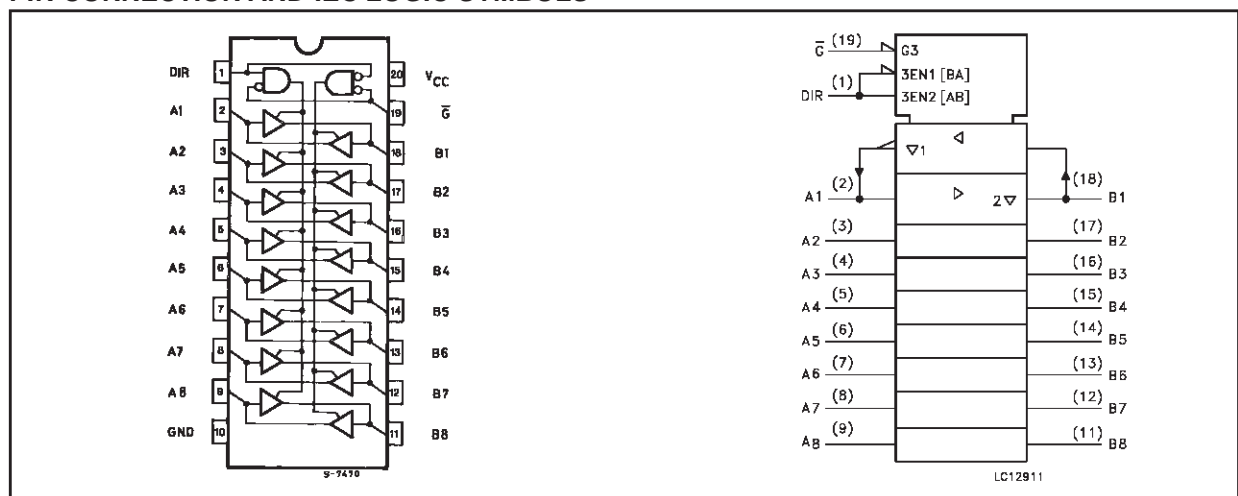 PIN CONNECTION AND IEC LOGIC SYMBOLS
DIR 1
A1 2
A2 3
A3 4
A4 5
A5 6
A6 7
A7 8
A8 9
GND 10
20 VCC
19 G̅
18 B1
17 B2
16 B3
15 B4
14 B5
13 B6
12 B7
11 B8
S-7470
G̅ (19) G3
3EN1 [BA]
DIR (1) 3EN2 [AB]
▽1 ◁
A1 (2) ▷ 2▽ (18) B1
A2 (3) (17) B2
A3 (4) (16) B3
A4 (5) (15) B4
A5 (6) (14) B5
A6 (7) (13) B6
A7 (8) (12) B7
A8 (9) (11) B8
LC12911